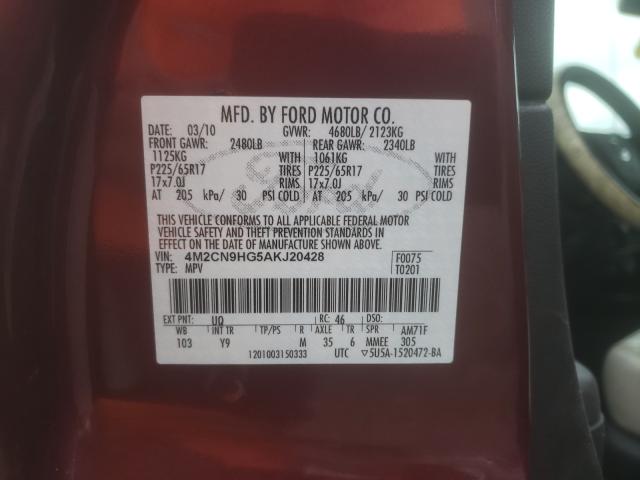 MFD. BY FORD MOTOR CO.
DATE: 03/10 GVWR: 4680LB/2123KG
FRONT GAWR: 2480LB REAR GAWR: 2340LB
1125KG WITH 1061KG WITH
P225/65R17 TIRES P225/65R17 TIRES
17x7.0J RIMS 17x7.0J RIMS
AT 205 kPa/ 30 PSI COLD AT 205 kPa/ 30 PSI COLD
THIS VEHICLE CONFORMS TO ALL APPLICABLE FEDERAL MOTOR
VEHICLE SAFETY AND THEFT PREVENTION STANDARDS IN
EFFECT ON THE DATE OF MANUFACTURE SHOWN ABOVE.
VIN: 4M2CN9HG5AKJ20428 F0075
TYPE: MPV T0201
EXT PNT: UQ RC: 46 DSO:
WB INT TR TP/PS R AXLE TR SPR AM71F
103 Y9 M 35 6 MMEE 305
1201003150333 UTC ▽5U5A-1520472-BA
Ford